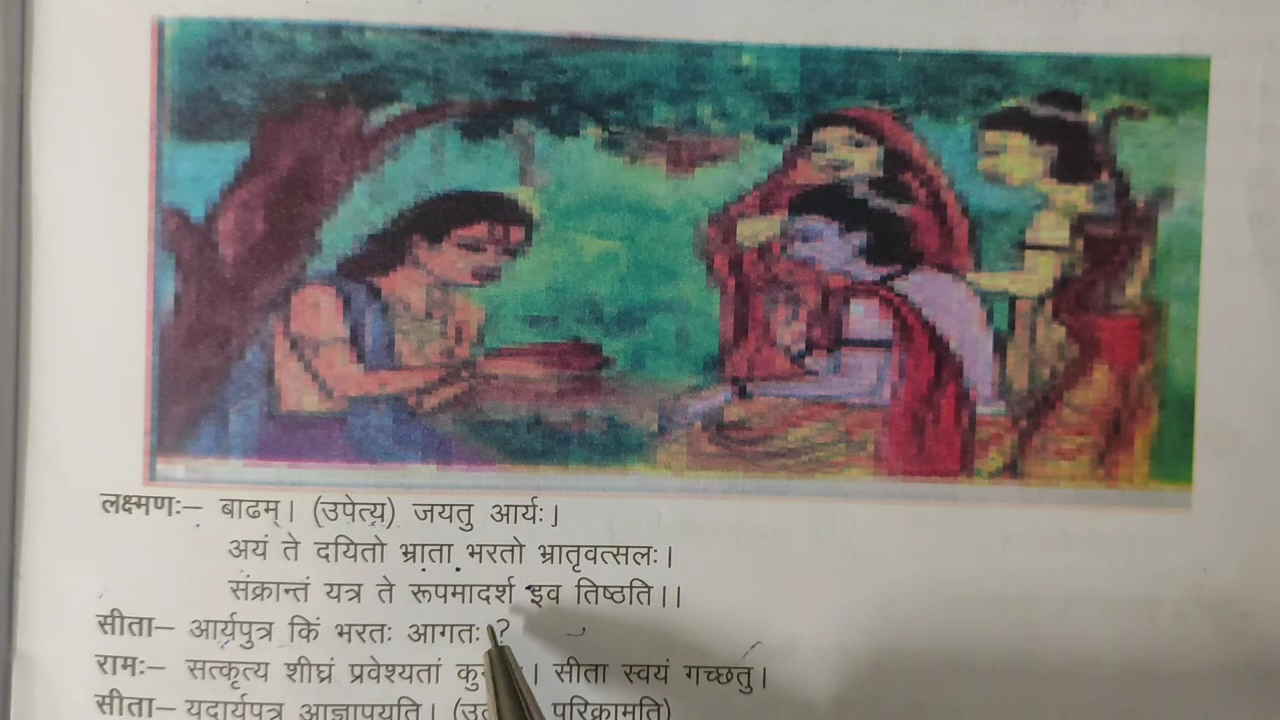 लक्ष्मणः– बाढम्। (उपेत्य) जयतु आर्यः।
अयं ते दयितो भ्राता भरतो भ्रातृवत्सलः।
संक्रान्तं यत्र ते रूपमादर्श इव तिष्ठति।।
सीता– आर्यपुत्र किं भरतः आगतः ?
रामः– सत्कृत्य शीघ्रं प्रवेश्यतां । सीता स्वयं गच्छतु।
सीता– यदार्यपुत्र आज्ञापयति। परिक्रामति)